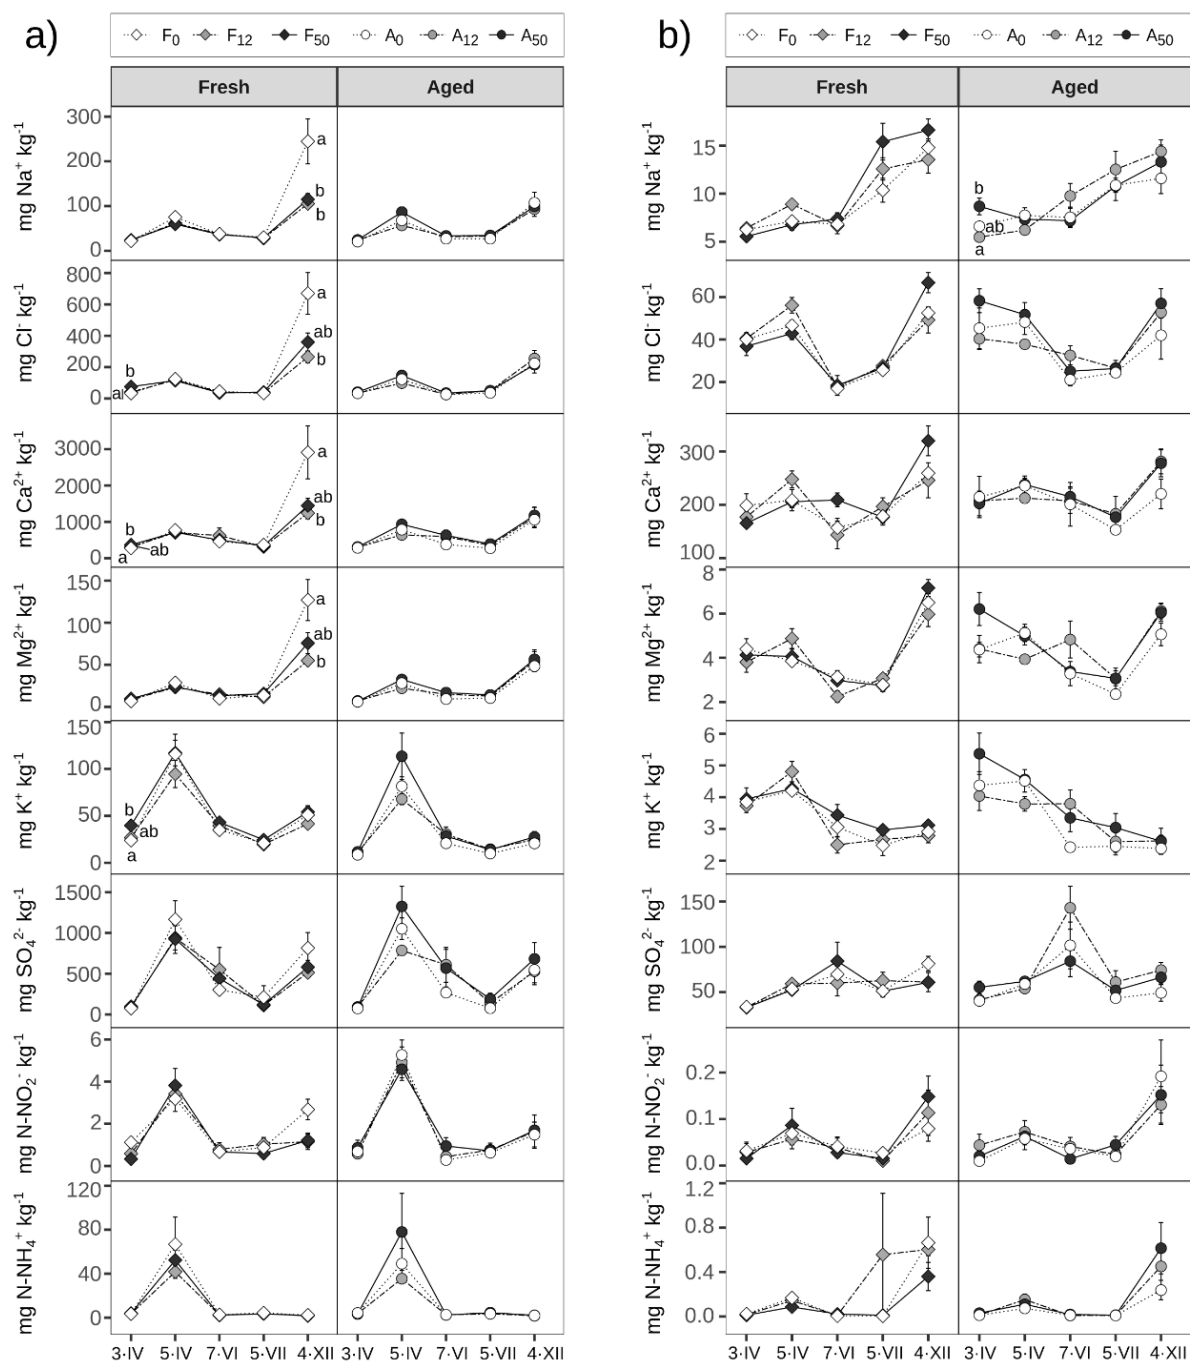 a)
F0 F12 F50 A0 A12 A50
Fresh Aged
mg Na+ kg-1
300
200
100
0
a
b
b
mg Cl- kg-1
800
600
400
200
0
b
a
a
ab
b
mg Ca2+ kg-1
3000
2000
1000
0
b
ab
a
a
ab
b
mg Mg2+ kg-1
150
100
50
0
a
ab
b
mg K+ kg-1
150
100
50
0
b
ab
a
mg SO4 2- kg-1
1500
1000
500
0
mg N-NO2- kg-1
6
4
2
0
mg N-NH4+ kg-1
120
80
40
0
3·IV 5·IV 7·VI 5·VII 4·XII 3·IV 5·IV 7·VI 5·VII 4·XII
b)
F0 F12 F50 A0 A12 A50
Fresh Aged
mg Na+ kg-1
15
10
5
b
ab
a
mg Cl- kg-1
60
40
20
mg Ca2+ kg-1
300
200
100
mg Mg2+ kg-1
8
6
4
2
mg K+ kg-1
6
5
4
3
2
mg SO4 2- kg-1
150
100
50
mg N-NO2- kg-1
0.2
0.1
0.0
mg N-NH4+ kg-1
1.2
0.8
0.4
0.0
3·IV 5·IV 7·VI 5·VII 4·XII 3·IV 5·IV 7·VI 5·VII 4·XII